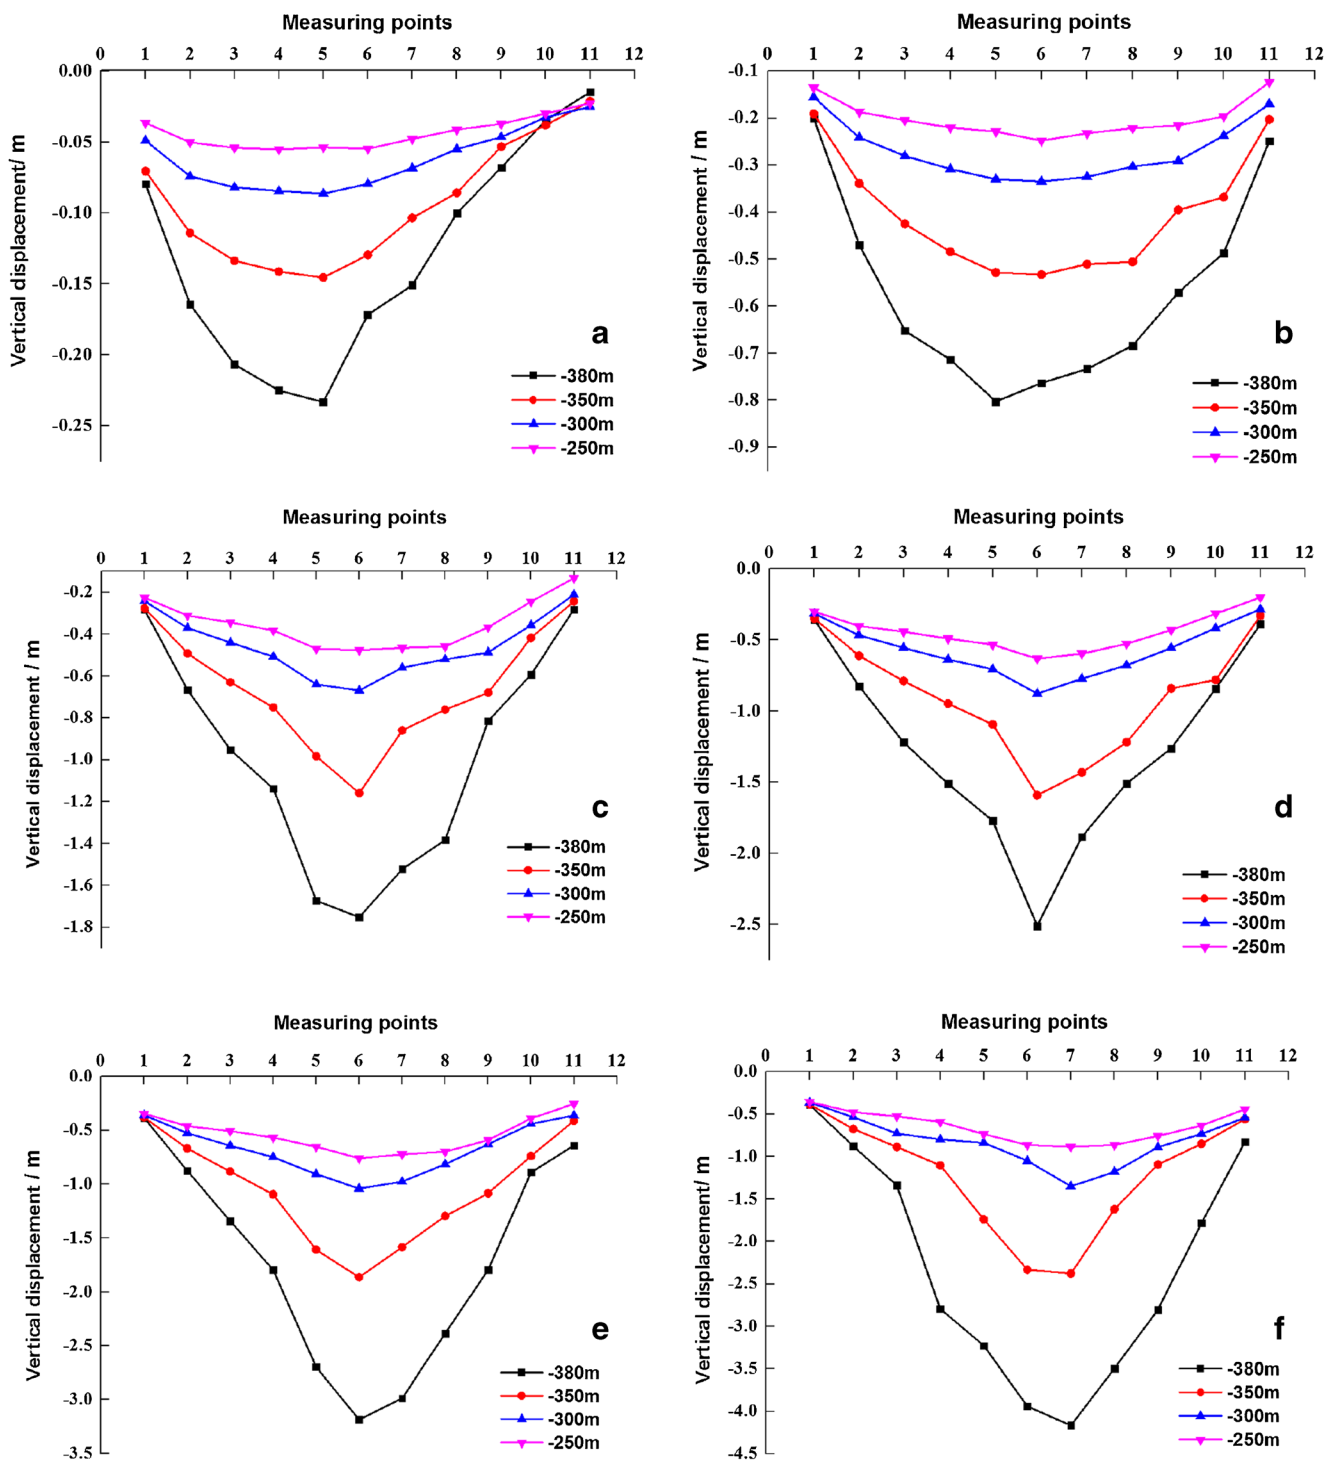 Measuring points
0 1 2 3 4 5 6 7 8 9 10 11 12
0.00
-0.05
-0.10
-0.15
-0.20
-0.25
Vertical displacement/ m
a
-380m
-350m
-300m
-250m
Measuring points
0 1 2 3 4 5 6 7 8 9 10 11 12
-0.1
-0.2
-0.3
-0.4
-0.5
-0.6
-0.7
-0.8
-0.9
Vertical displacement / m
b
-380m
-350m
-300m
-250m
Measuring points
0 1 2 3 4 5 6 7 8 9 10 11 12
-0.2
-0.4
-0.6
-0.8
-1.0
-1.2
-1.4
-1.6
-1.8
Vertical displacement / m
c
-380m
-350m
-300m
-250m
Measuring points
0 1 2 3 4 5 6 7 8 9 10 11 12
0.0
-0.5
-1.0
-1.5
-2.0
-2.5
Vertical displacement / m
d
-380m
-350m
-300m
-250m
Measuring points
0 1 2 3 4 5 6 7 8 9 10 11 12
0.0
-0.5
-1.0
-1.5
-2.0
-2.5
-3.0
-3.5
Vertical displacement / m
e
-380m
-350m
-300m
-250m
Measuring points
0 1 2 3 4 5 6 7 8 9 10 11 12
0.0
-0.5
-1.0
-1.5
-2.0
-2.5
-3.0
-3.5
-4.0
-4.5
Vertical displacement/ m
f
-380m
-350m
-300m
-250m